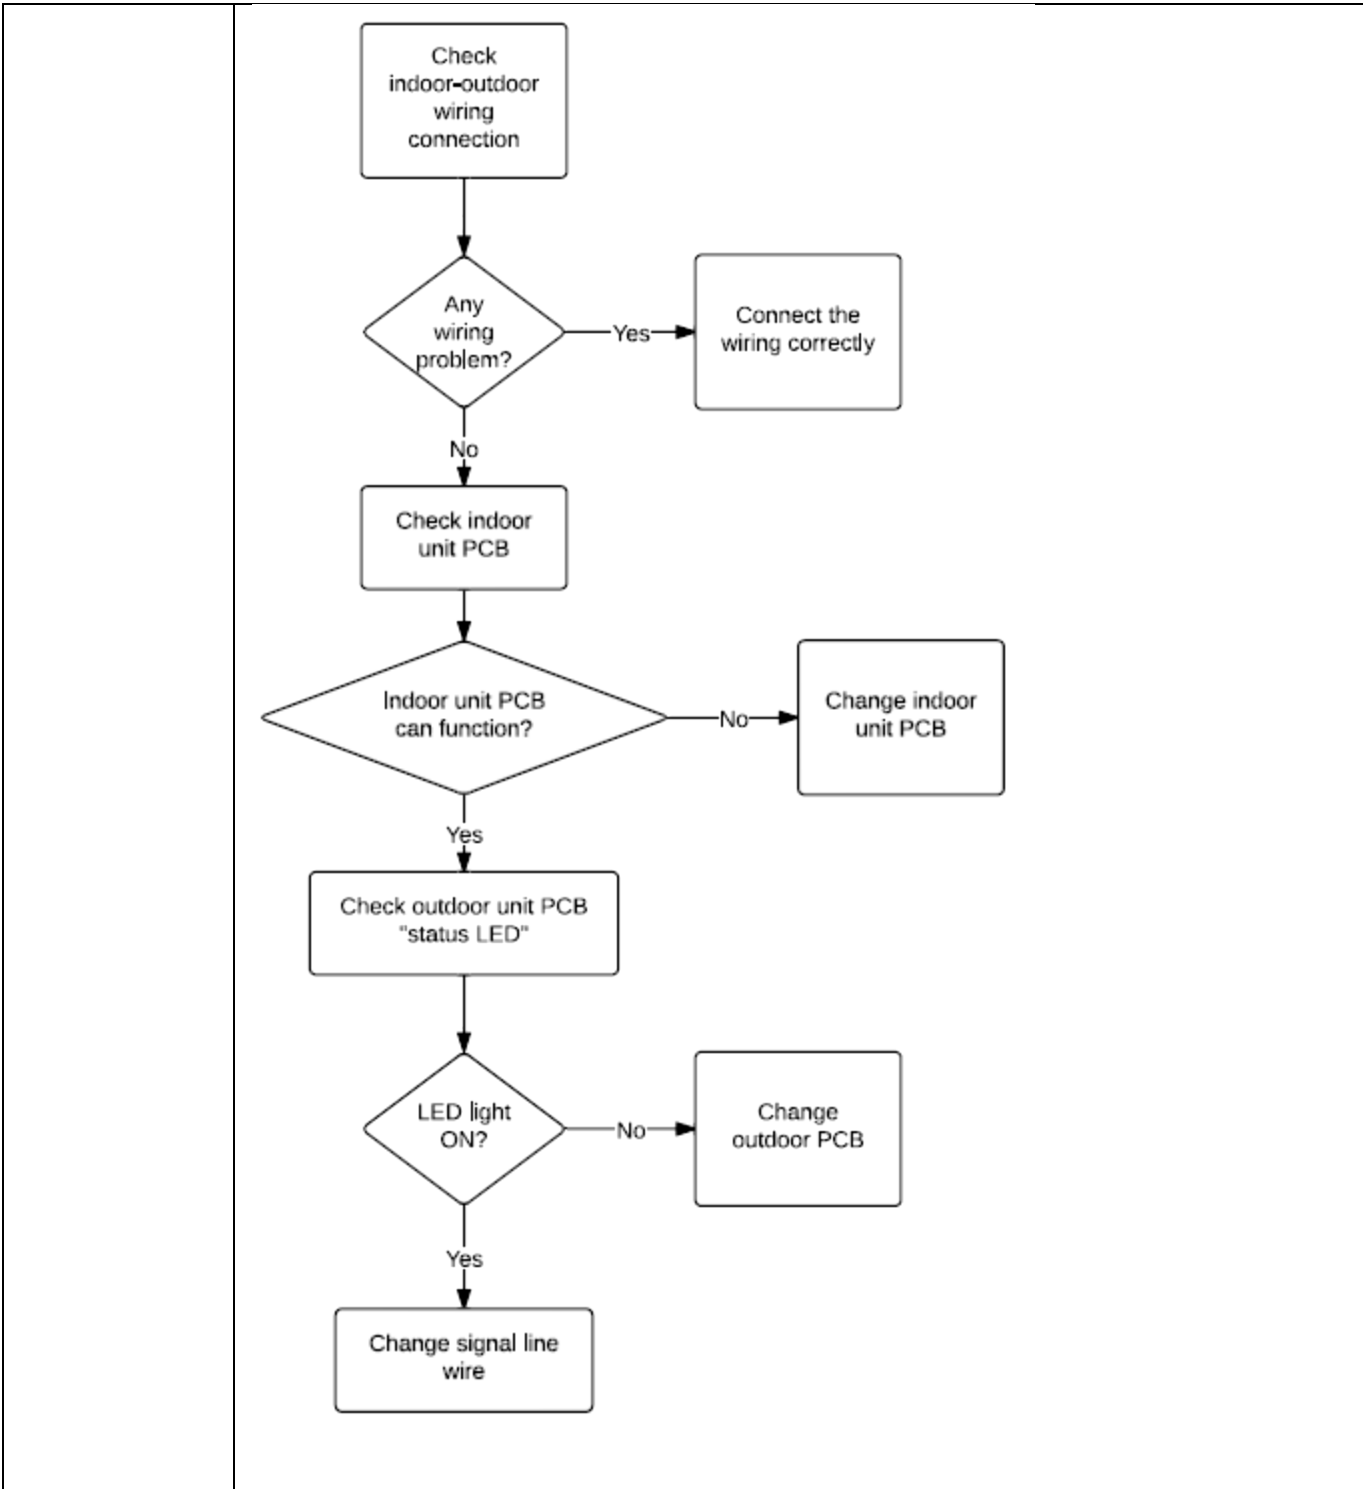 Check
indoor-outdoor
wiring
connection
Any
wiring
problem?
Yes
Connect the
wiring correctly
No
Check indoor
unit PCB
Indoor unit PCB
can function?
No
Change indoor
unit PCB
Yes
Check outdoor unit PCB
"status LED"
LED light
ON?
No
Change
outdoor PCB
Yes
Change signal line
wire